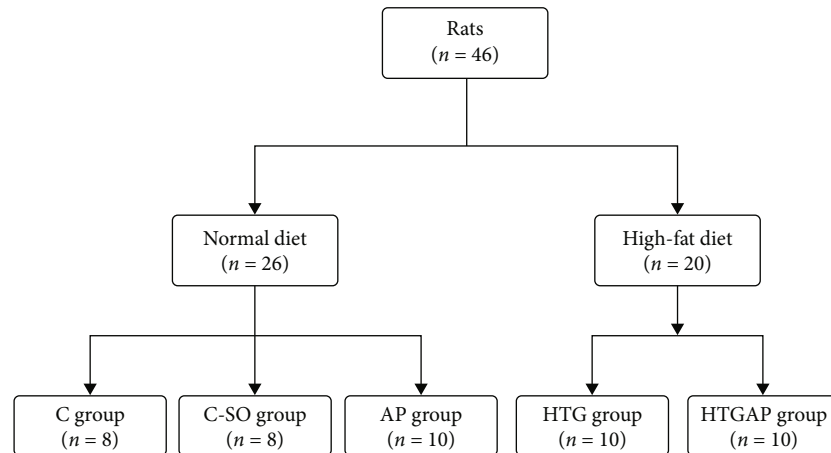 Rats
(n = 46)
Normal diet
(n = 26)
High-fat diet
(n = 20)
C group
(n = 8)
C-SO group
(n = 8)
AP group
(n = 10)
HTG group
(n = 10)
HTGAP group
(n = 10)